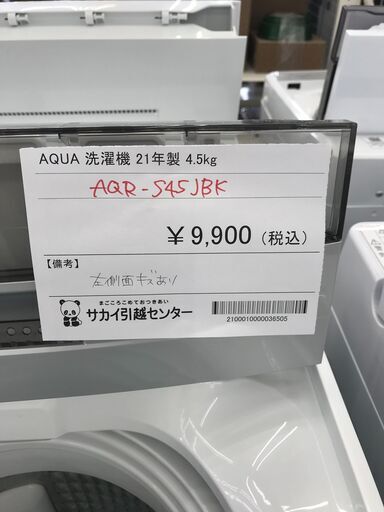 AQUA 洗濯機 21年製 4.5kg
AQR-S45JBK
￥9,900（税込）
【備考】
左側面キズあり
まごころこめておつきあい
サカイ引越センター
2100010000036505